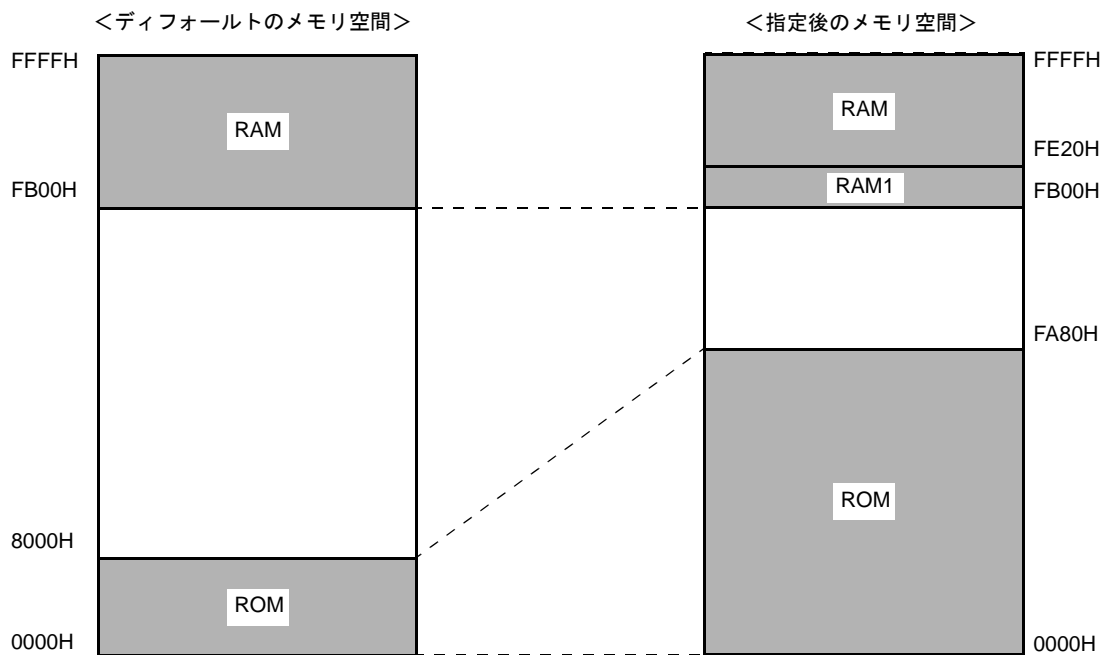 ＜ディフォールトのメモリ空間＞
FFFFH
RAM
FB00H
8000H
ROM
0000H
＜指定後のメモリ空間＞
FFFFH
RAM
FE20H
RAM1
FB00H
FA80H
ROM
0000H